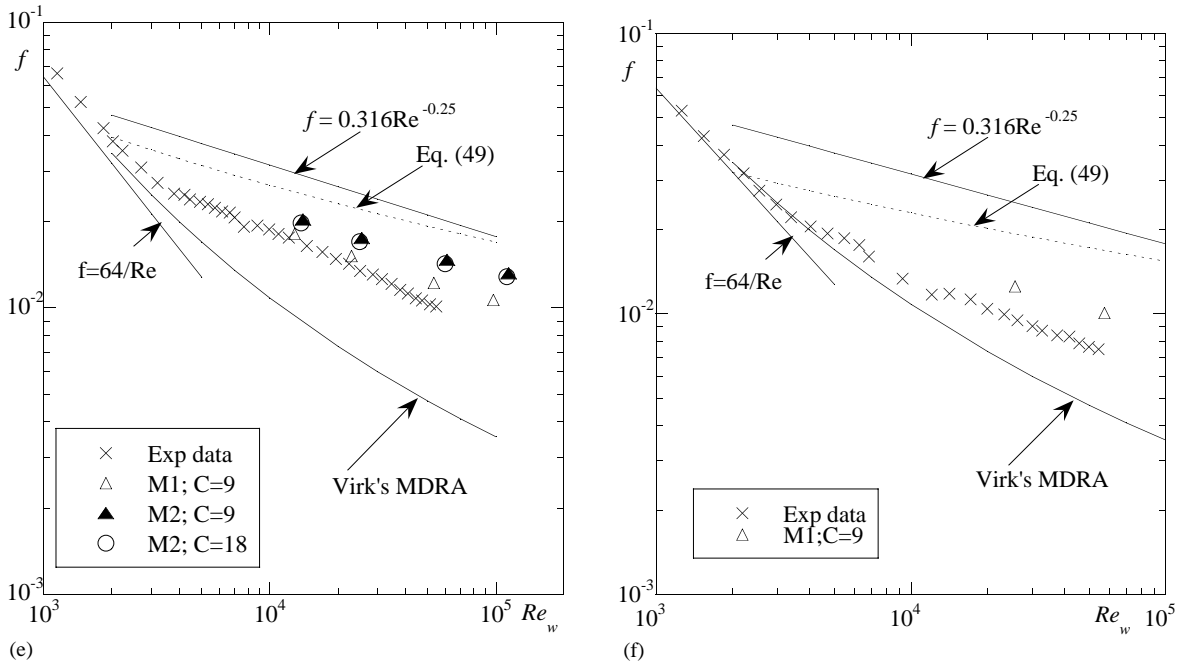 10^-1
f
f = 0.316Re^-0.25
Eq. (49)
f=64/Re
10^-2
Exp data
M1; C=9
M2; C=9
M2; C=18
Virk's MDRA
10^-3
10^3
10^4
10^5
Re_w
(e)
10^-1
f
f = 0.316Re^-0.25
Eq. (49)
f=64/Re
10^-2
Exp data
M1;C=9
Virk's MDRA
10^-3
10^3
10^4
Re_w
10^5
(f)